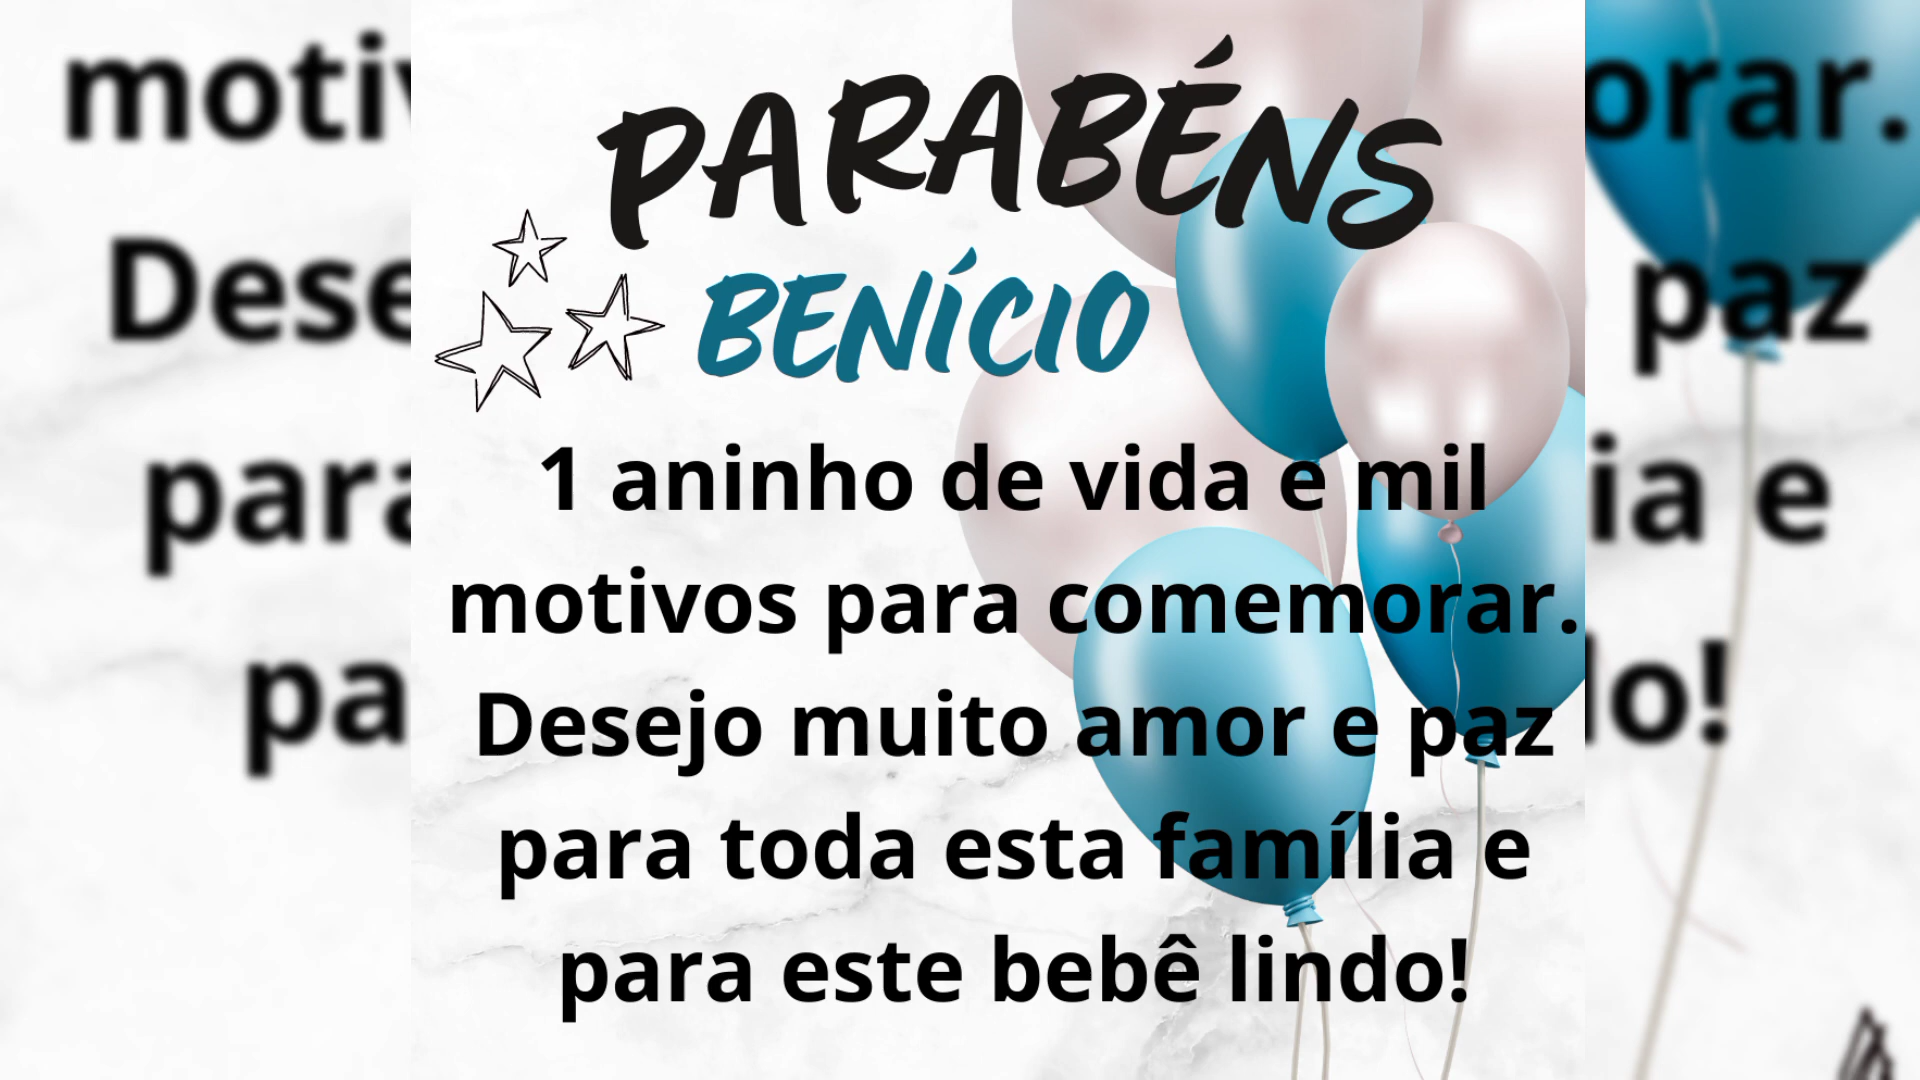 PARABÉNS
BENÍCIO
1 aninho de vida e mil
motivos para comemorar.
Desejo muito amor e paz
para toda esta família e
para este bebê lindo!